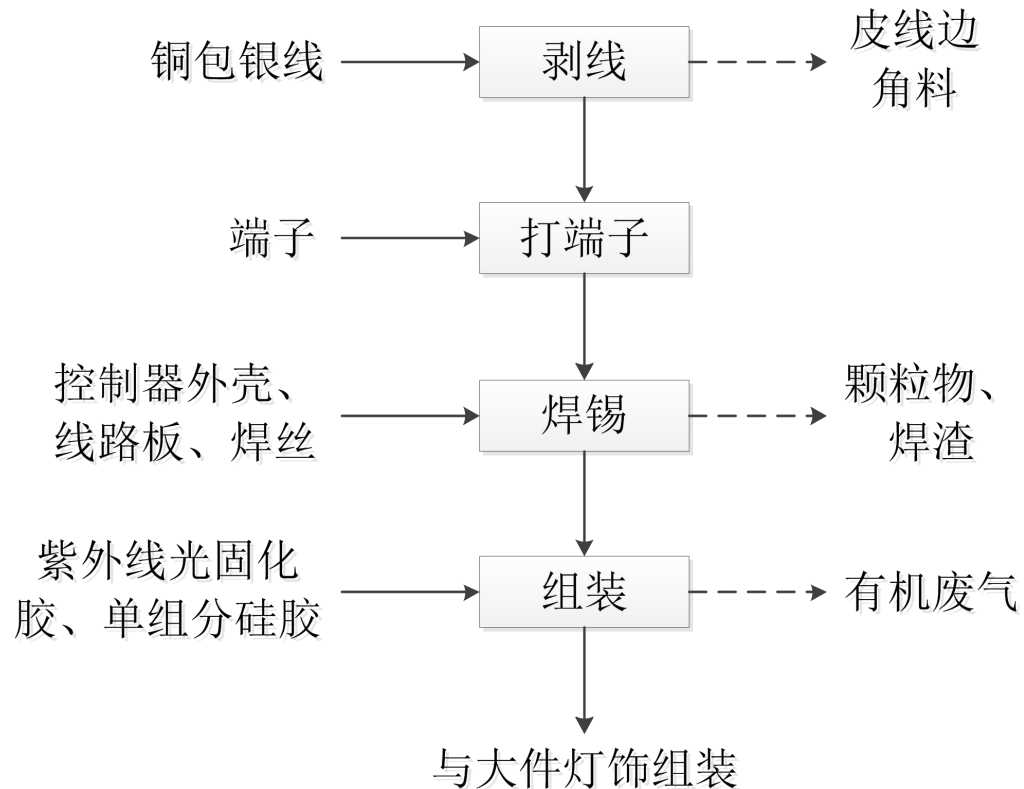 铜包银线
剥线
皮线边
角料
端子
打端子
控制器外壳、
线路板、焊丝
焊锡
颗粒物、
焊渣
紫外线光固化
胶、单组分硅胶
组装
有机废气
与大件灯饰组装